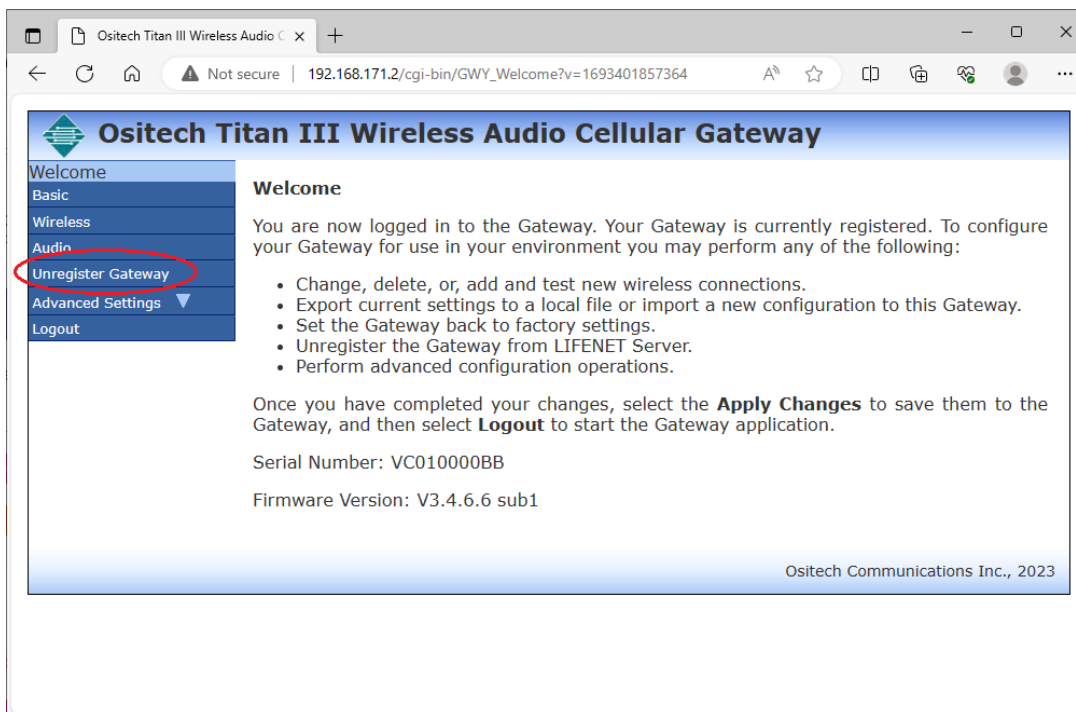 Ositech Titan III Wireless Audio C
Not secure
192.168.171.2/cgi-bin/GWY_Welcome?v=1693401857364
Ositech Titan III Wireless Audio Cellular Gateway
Welcome
Basic
Wireless
Audio
Unregister Gateway
Advanced Settings
Logout
Welcome
You are now logged in to the Gateway. Your Gateway is currently registered. To configure
your Gateway for use in your environment you may perform any of the following:
• Change, delete, or, add and test new wireless connections.
• Export current settings to a local file or import a new configuration to this Gateway.
• Set the Gateway back to factory settings.
• Unregister the Gateway from LIFENET Server.
• Perform advanced configuration operations.
Once you have completed your changes, select the Apply Changes to save them to the
Gateway, and then select Logout to start the Gateway application.
Serial Number: VC010000BB
Firmware Version: V3.4.6.6 sub1
Ositech Communications Inc., 2023